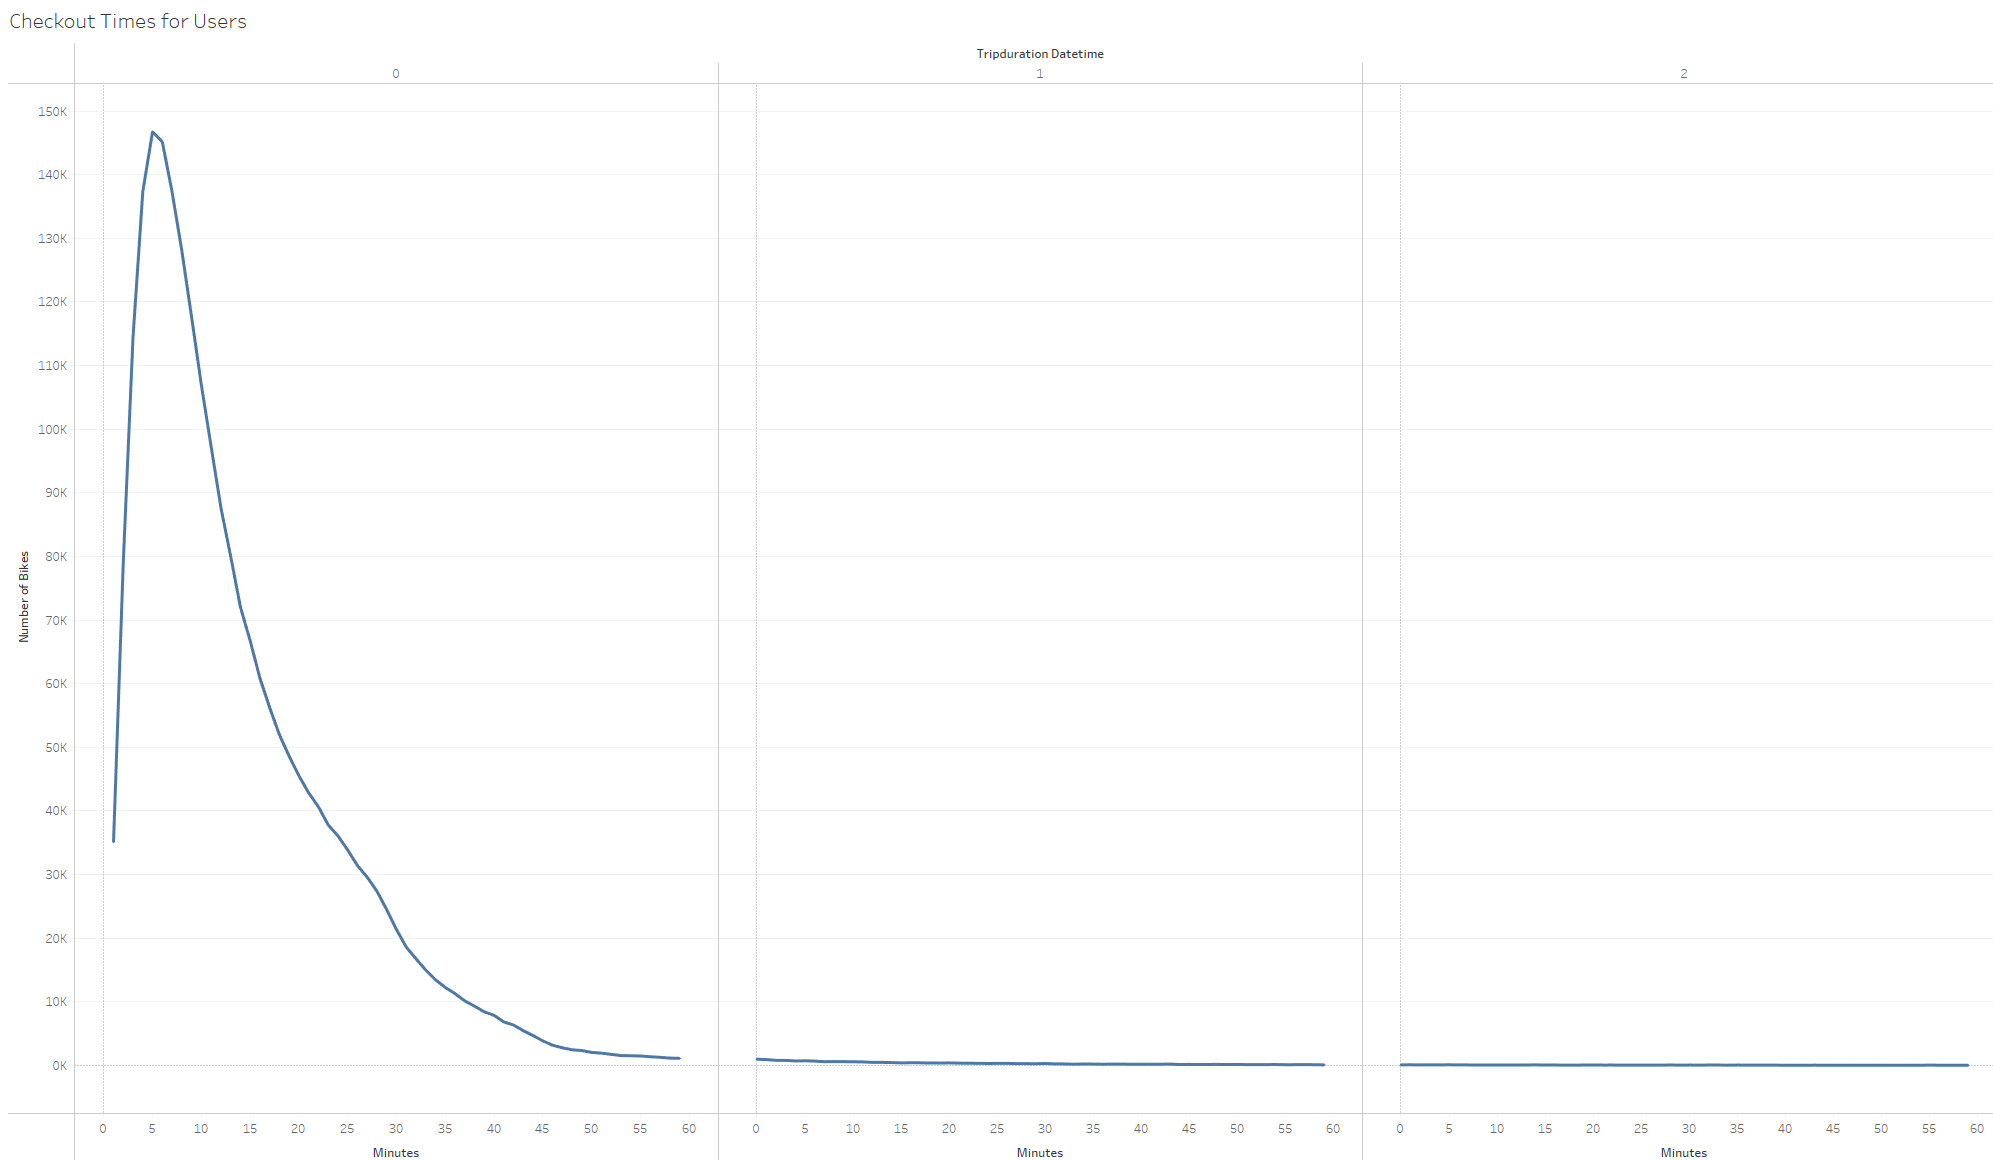 Checkout Times for Users
Tripduration Datetime
0 1 2
150K
140K
130K
120K
110K
100K
90K
80K
70K
60K
50K
40K
30K
20K
10K
0K
Number of Bikes
0 5 10 15 20 25 30 35 40 45 50 55 60 0 5 10 15 20 25 30 35 40 45 50 55 60 0 5 10 15 20 25 30 35 40 45 50 55 60
Minutes Minutes Minutes